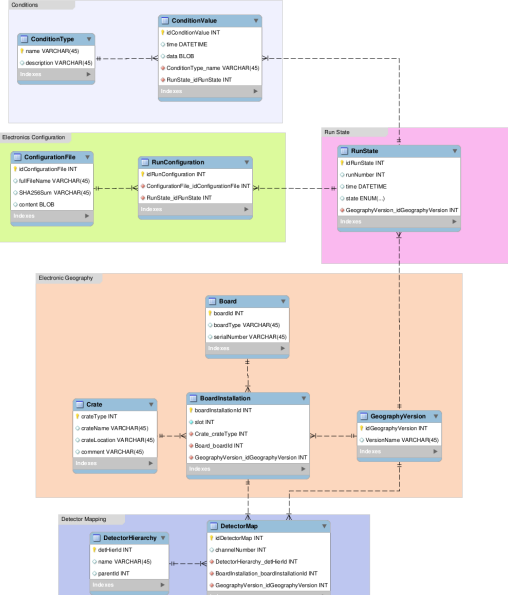 Conditions
ConditionType
name VARCHAR(45)
description VARCHAR(45)
Indexes
ConditionValue
idConditionValue INT
time DATETIME
data BLOB
ConditionType_name VARCHAR(45)
RunState_idRunState INT
Indexes
Electronics Configuration
ConfigurationFile
idConfigurationFile INT
fullFileName VARCHAR(45)
SHA256Sum VARCHAR(45)
content BLOB
Indexes
RunConfiguration
idRunConfiguration INT
ConfigurationFile_idConfigurationFile INT
RunState_idRunState INT
Indexes
Run State
RunState
idRunState INT
runNumber INT
time DATETIME
state ENUM(...)
GeographyVersion_idGeographyVersion INT
Indexes
Electronic Geography
Board
boardId INT
boardType VARCHAR(45)
serialNumber VARCHAR(45)
Indexes
Crate
crateType INT
crateName VARCHAR(45)
crateLocation VARCHAR(45)
comment VARCHAR(45)
Indexes
BoardInstallation
boardInstallationId INT
slot INT
Crate_crateType INT
Board_boardId INT
GeographyVersion_idGeographyVersion INT
Indexes
GeographyVersion
idGeographyVersion INT
VersionName VARCHAR(45)
Indexes
Detector Mapping
DetectorHierarchy
detHierId INT
name VARCHAR(45)
parentId INT
Indexes
DetectorMap
idDetectorMap INT
channelNumber INT
DetectorHierarchy_detHierId INT
BoardInstallation_boardInstallationId INT
GeographyVersion_idGeographyVersion INT